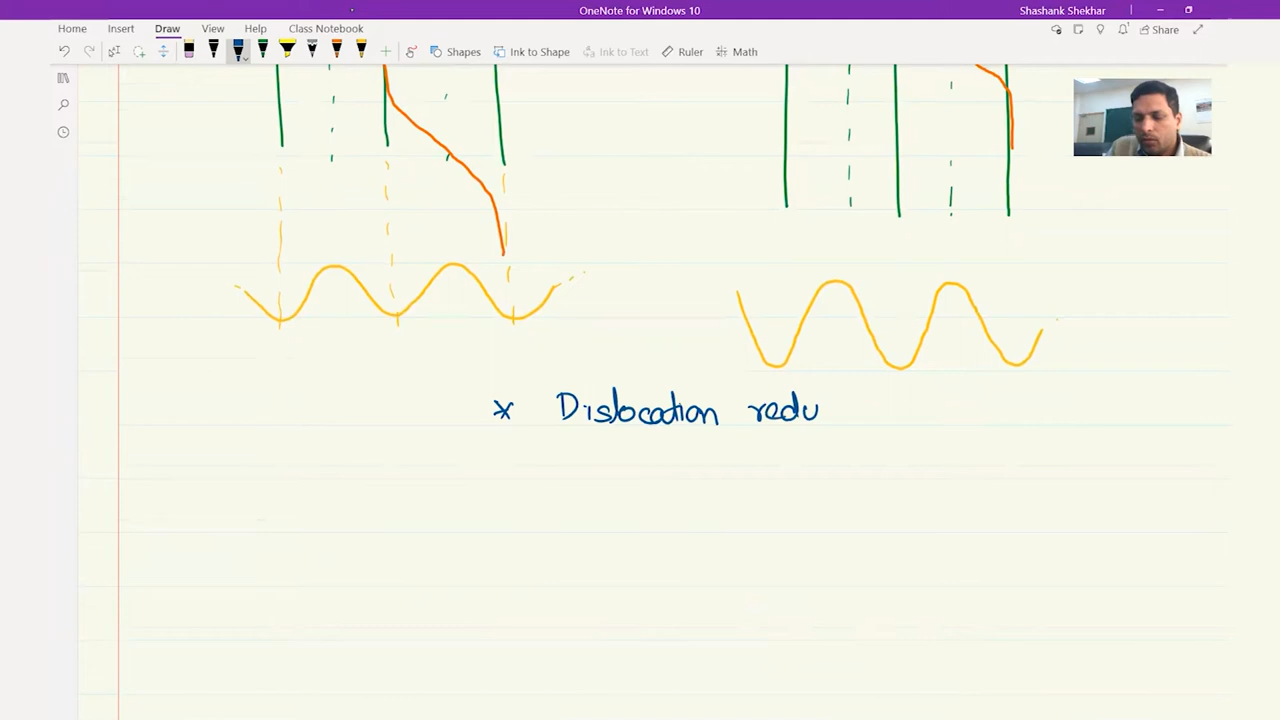 OneNote for Windows 10
Shashank Shekhar
Home Insert Draw View Help Class Notebook
Shapes Ink to Shape Ink to Text Ruler Math
Share
* Dislocation redu